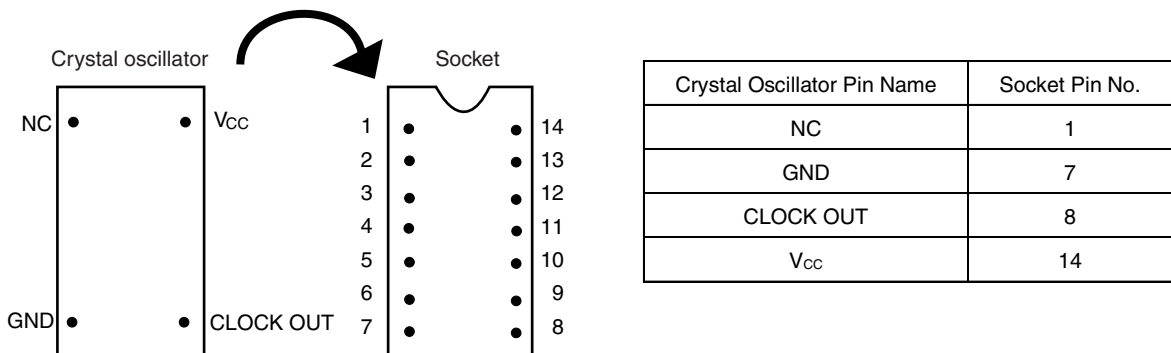 Crystal oscillator
NC
VCC
GND
CLOCK OUT
Socket
1
14
2
13
3
12
4
11
5
10
6
9
7
8
Crystal Oscillator Pin Name Socket Pin No.
NC 1
GND 7
CLOCK OUT 8
VCC 14